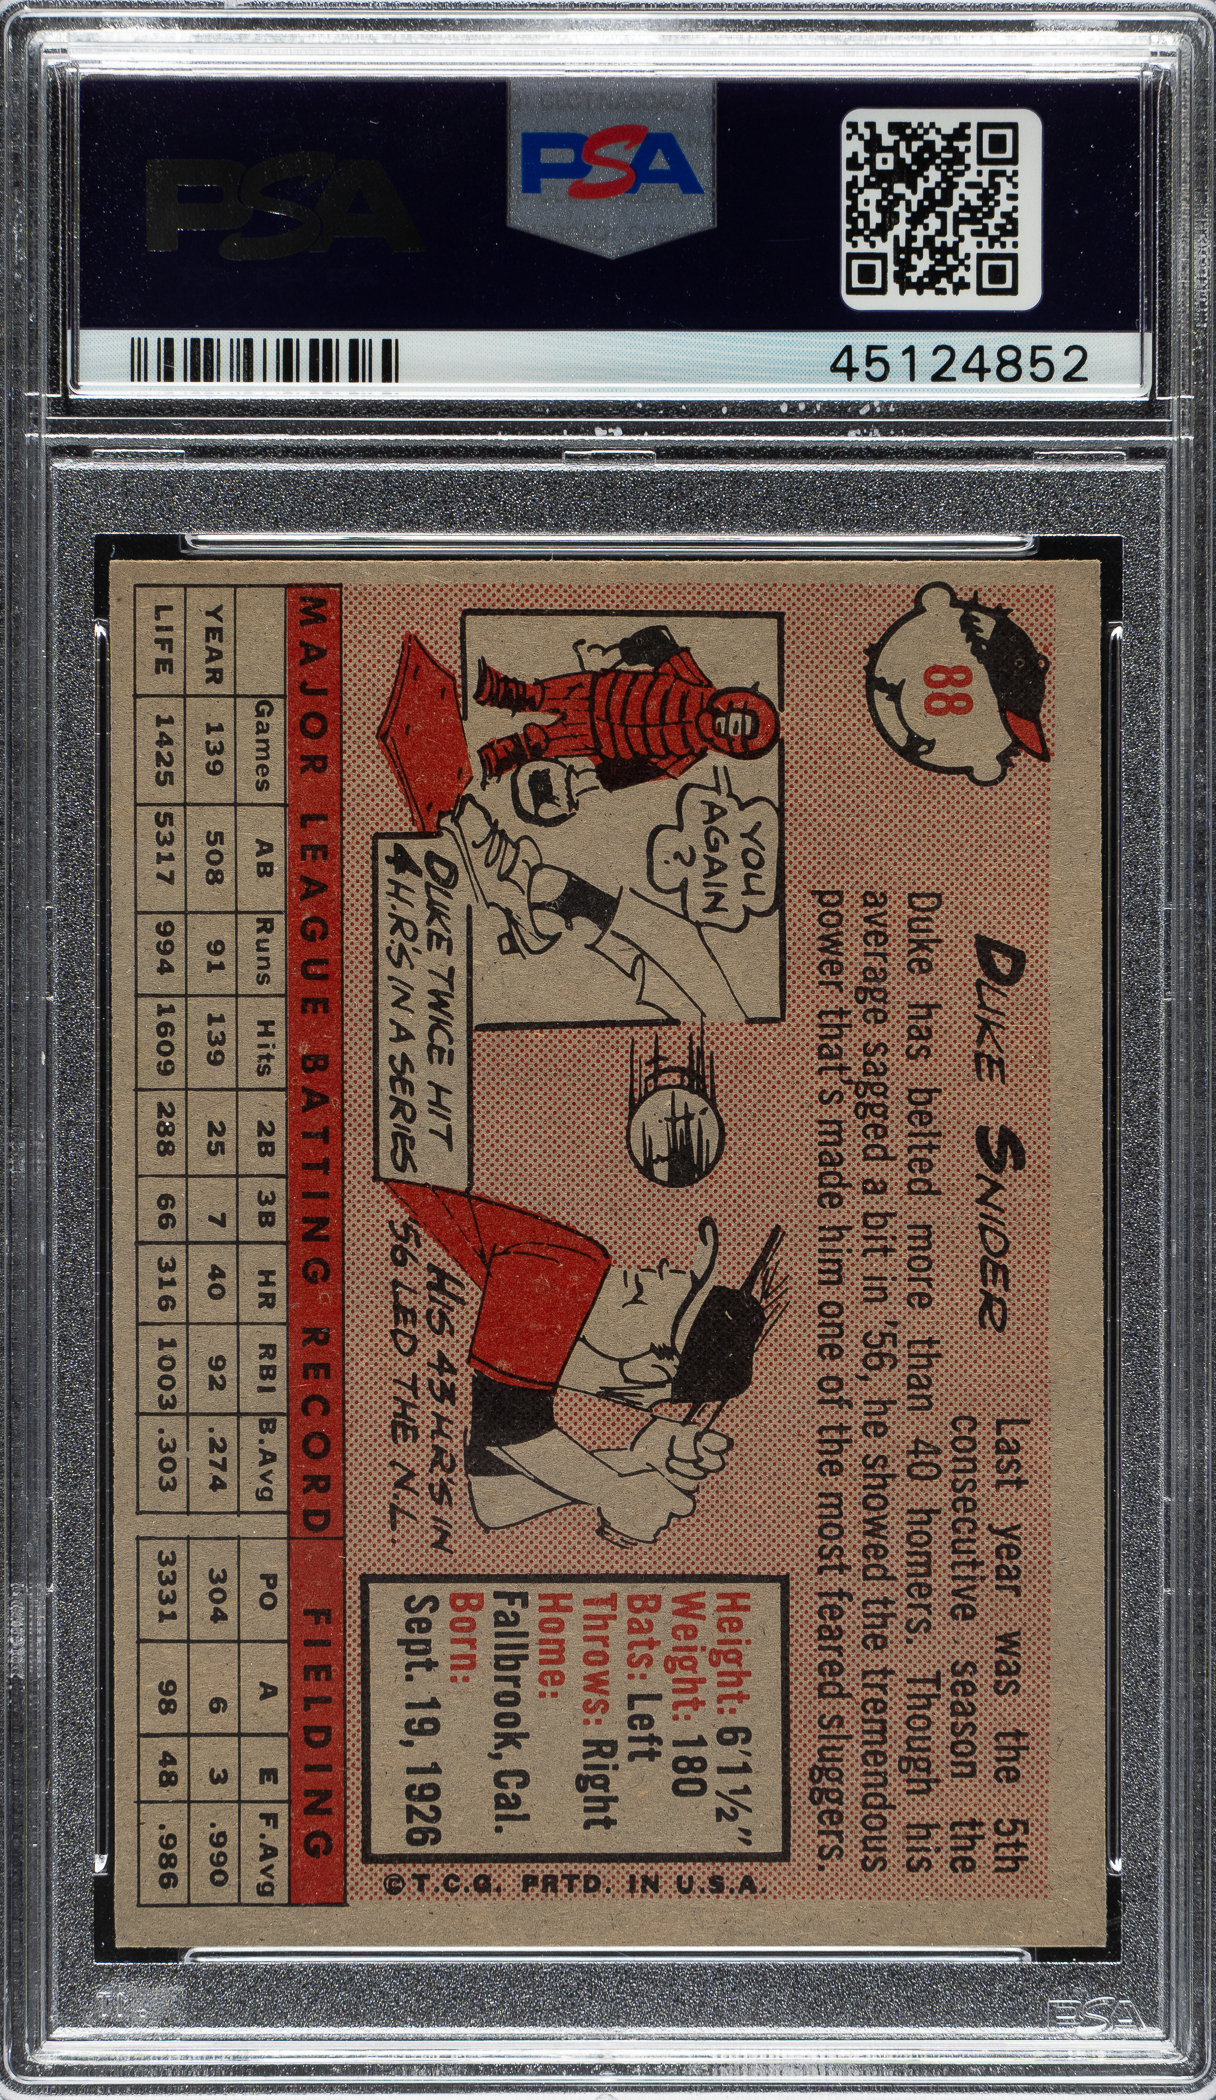 PSA
PSA
45124852
88
DUKE SNIDER
Last year was the 5th
consecutive season the
Duke has belted more than 40 homers. Though his
average sagged a bit in '56, he showed the tremendous
power that's made him one of the most feared sluggers.
YOU
AGAIN
?
DUKE TWICE HIT
4 H.R'S IN A SERIES
HIS 43 HRS IN
'56 LED THE N L
Height: 6'1½"
Weight: 180
Bats: Left
Throws: Right
Home:
Fallbrook, Cal.
Born:
Sept. 19, 1926
© T.C.G. PRTD. IN U.S.A.
MAJOR LEAGUE BATTING RECORD FIELDING
Games AB Runs Hits 2B 3B HR RBI B.Avg PO A E F.Avg
YEAR 139 508 91 139 25 7 40 92 .274 304 6 3 .990
LIFE 1425 5317 994 1609 288 66 316 1003 .303 3331 98 48 .986
PSA